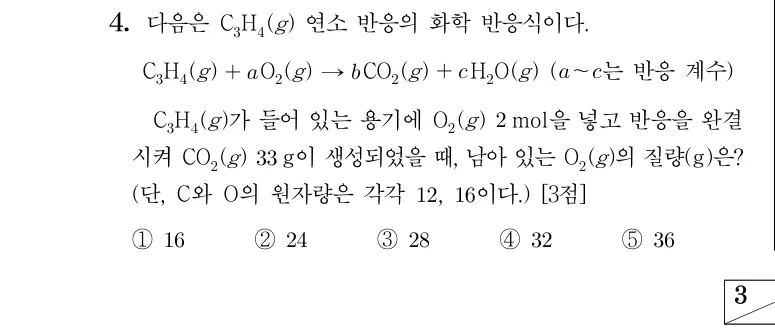 4. 다음은 C₃H₄(g) 연소 반응의 화학 반응식이다.
C₃H₄(g) + aO₂(g) → bCO₂(g) + cH₂O(g) (a~c는 반응 계수)
C₃H₄(g)가 들어 있는 용기에 O₂(g) 2 mol을 넣고 반응을 완결
시켜 CO₂(g) 33 g이 생성되었을 때, 남아 있는 O₂(g)의 질량(g)은?
(단, C와 O의 원자량은 각각 12, 16이다.) [3점]
① 16 ② 24 ③ 28 ④ 32 ⑤ 36
3